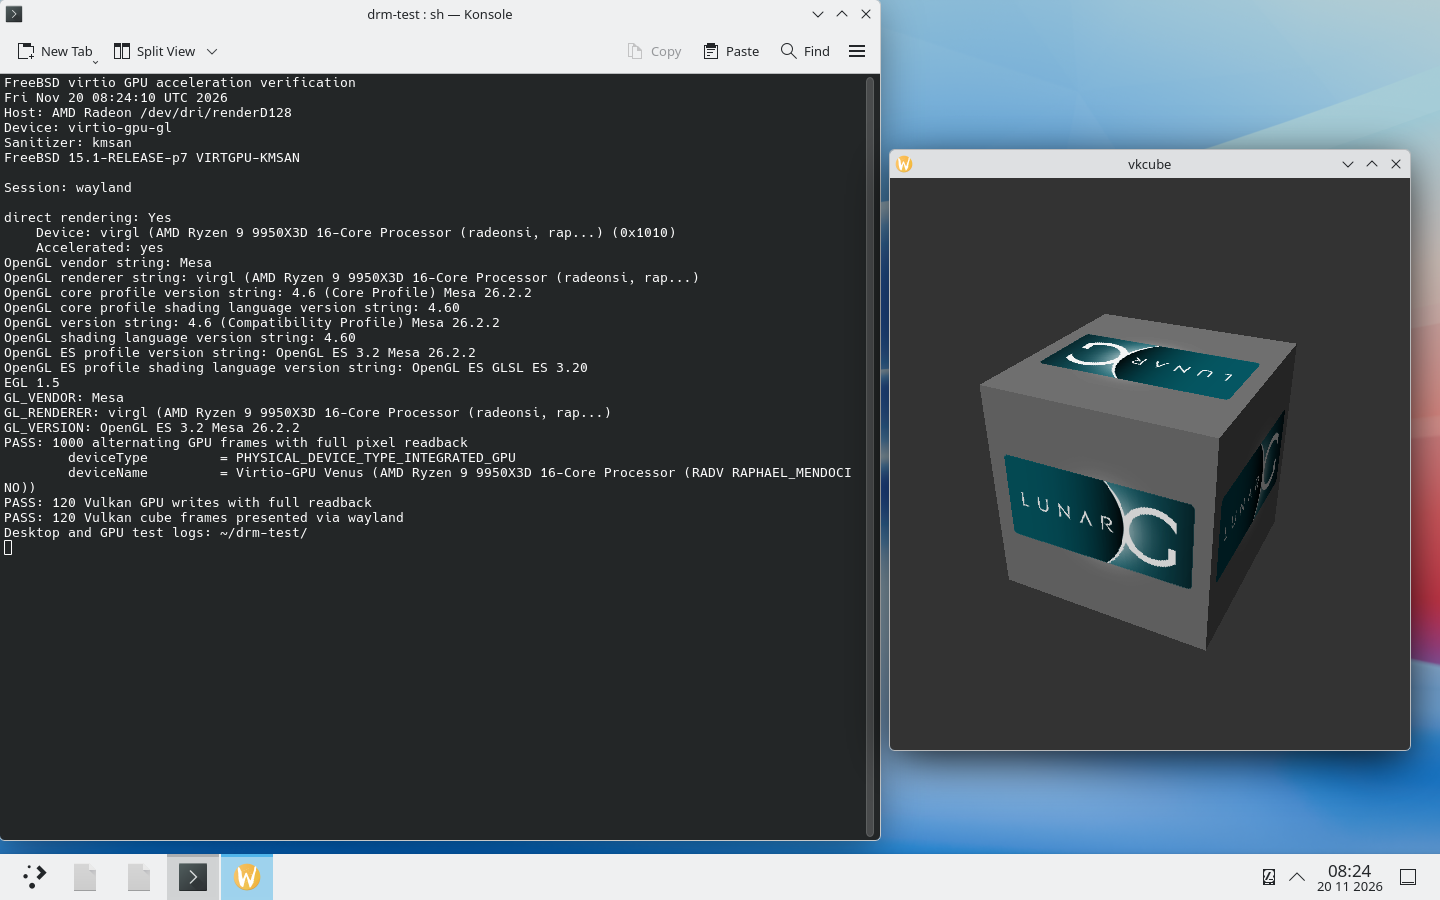 drm-test : sh — Konsole
New Tab
Split View
Copy
Paste
Find
FreeBSD virtio GPU acceleration verification
Fri Nov 20 08:24:10 UTC 2026
Host: AMD Radeon /dev/dri/renderD128
Device: virtio-gpu-gl
Sanitizer: kmsan
FreeBSD 15.1-RELEASE-p7 VIRTGPU-KMSAN
Session: wayland
direct rendering: Yes
Device: virgl (AMD Ryzen 9 9950X3D 16-Core Processor (radeonsi, rap...) (0x1010)
Accelerated: yes
OpenGL vendor string: Mesa
OpenGL renderer string: virgl (AMD Ryzen 9 9950X3D 16-Core Processor (radeonsi, rap...)
OpenGL core profile version string: 4.6 (Core Profile) Mesa 26.2.2
OpenGL core profile shading language version string: 4.60
OpenGL version string: 4.6 (Compatibility Profile) Mesa 26.2.2
OpenGL shading language version string: 4.60
OpenGL ES profile version string: OpenGL ES 3.2 Mesa 26.2.2
OpenGL ES profile shading language version string: OpenGL ES GLSL ES 3.20
EGL 1.5
GL_VENDOR: Mesa
GL_RENDERER: virgl (AMD Ryzen 9 9950X3D 16-Core Processor (radeonsi, rap...)
GL_VERSION: OpenGL ES 3.2 Mesa 26.2.2
PASS: 1000 alternating GPU frames with full pixel readback
deviceType = PHYSICAL_DEVICE_TYPE_INTEGRATED_GPU
deviceName = Virtio-GPU Venus (AMD Ryzen 9 9950X3D 16-Core Processor (RADV RAPHAEL_MENDOCI
NO))
PASS: 120 Vulkan GPU writes with full readback
PASS: 120 Vulkan cube frames presented via wayland
Desktop and GPU test logs: ~/drm-test/
vkcube
LUNAR G
LUNAR G
LUNAR G
08:24
20 11 2026